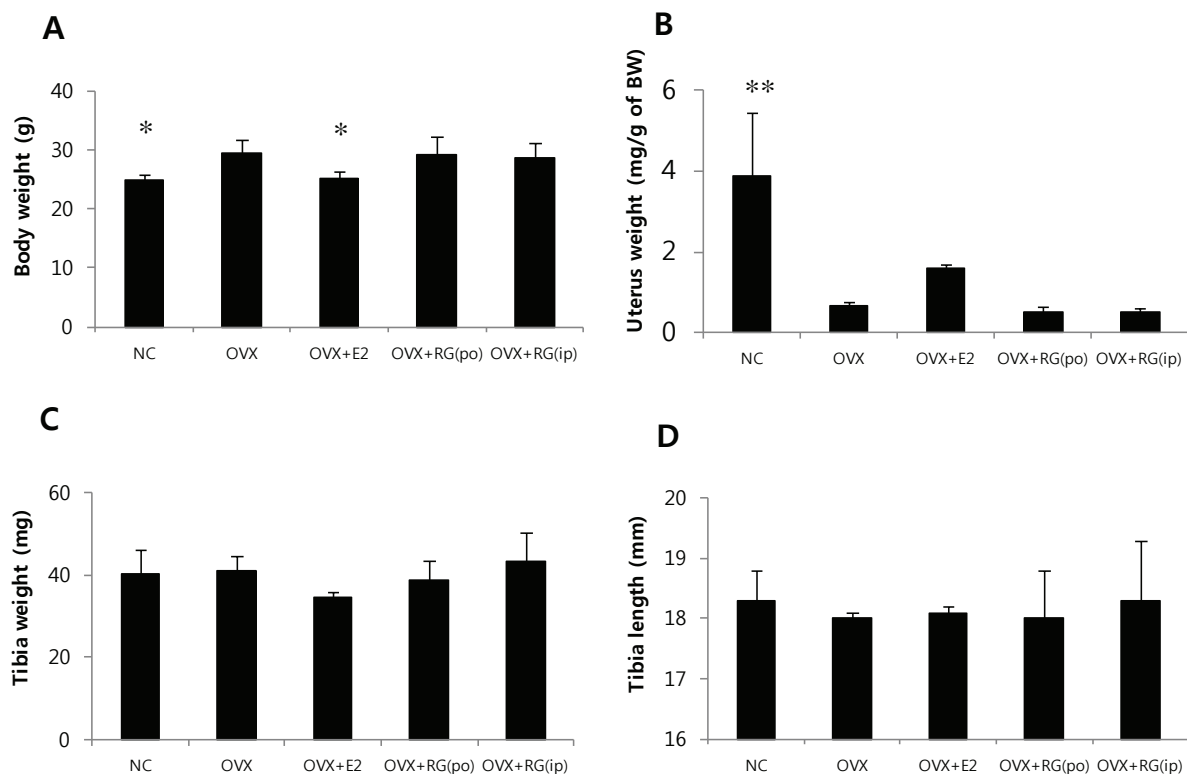 A
Body weight (g)
40
30
20
10
0
*
*
NC OVX OVX+E2 OVX+RG(po) OVX+RG(ip)
B
Uterus weight (mg/g of BW)
6
4
2
0
**
NC OVX OVX+E2 OVX+RG(po) OVX+RG(ip)
C
Tibia weight (mg)
60
40
20
0
NC OVX OVX+E2 OVX+RG(po) OVX+RG(ip)
D
Tibia length (mm)
20
19
18
17
16
NC OVX OVX+E2 OVX+RG(po) OVX+RG(ip)